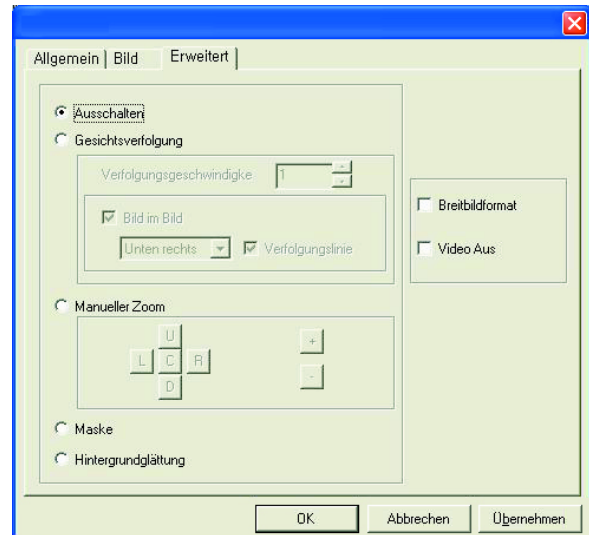 Allgemein Bild Erweitert
Ausschalten
Gesichtsverfolgung
Verfolgungsgeschwindigke 1
Bild im Bild
Unten rechts Verfolgungslinie
Breitbildformat
Video Aus
Manueller Zoom
U
L C R
D
+
-
Maske
Hintergrundglättung
OK Abbrechen Übernehmen